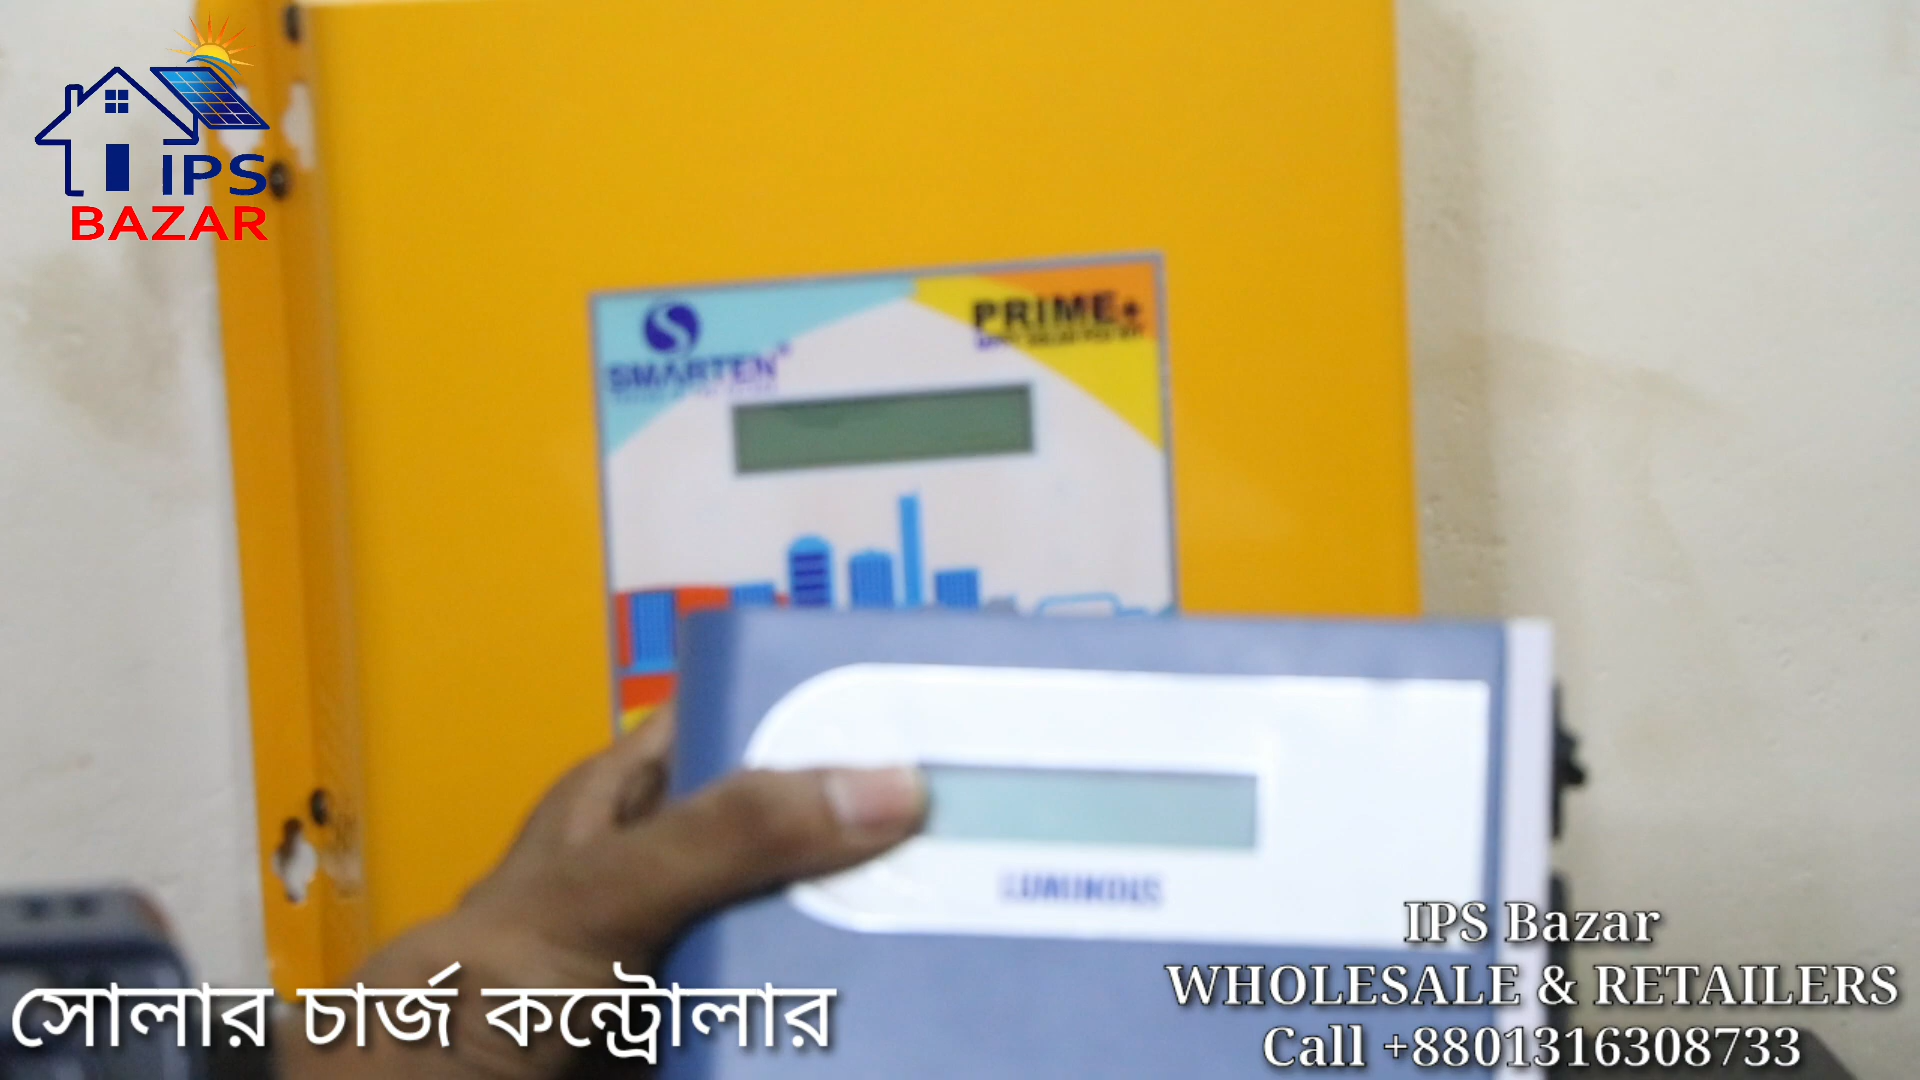 IPS
BAZAR
SMARTEN
PRIME+
LUMINOUS
সোলার চার্জ কন্ট্রোলার
IPS Bazar
WHOLESALE & RETAILERS
Call +8801316308733